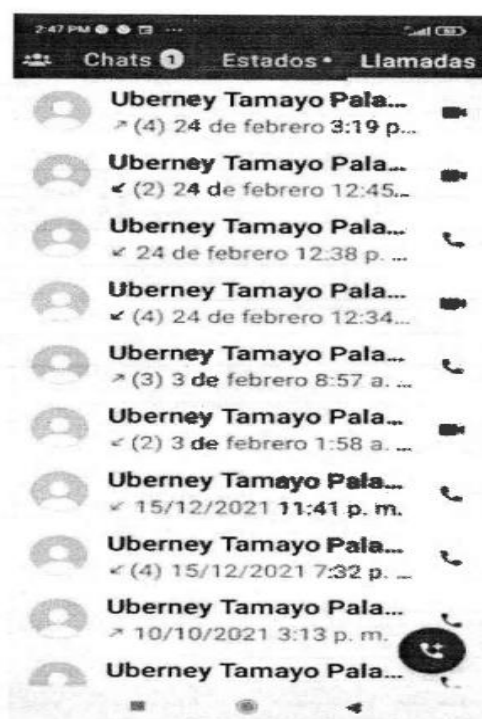 2:47 PM
Chats 1 Estados • Llamadas
Uberney Tamayo Pala...
(4) 24 de febrero 3:19 p...
Uberney Tamayo Pala...
(2) 24 de febrero 12:45...
Uberney Tamayo Pala...
24 de febrero 12:38 p. ...
Uberney Tamayo Pala...
(4) 24 de febrero 12:34...
Uberney Tamayo Pala...
(3) 3 de febrero 8:57 a. ...
Uberney Tamayo Pala...
(2) 3 de febrero 1:58 a. ...
Uberney Tamayo Pala...
15/12/2021 11:41 p. m.
Uberney Tamayo Pala...
(4) 15/12/2021 7:32 p. ...
Uberney Tamayo Pala...
10/10/2021 3:13 p. m.
Uberney Tamayo Pala...